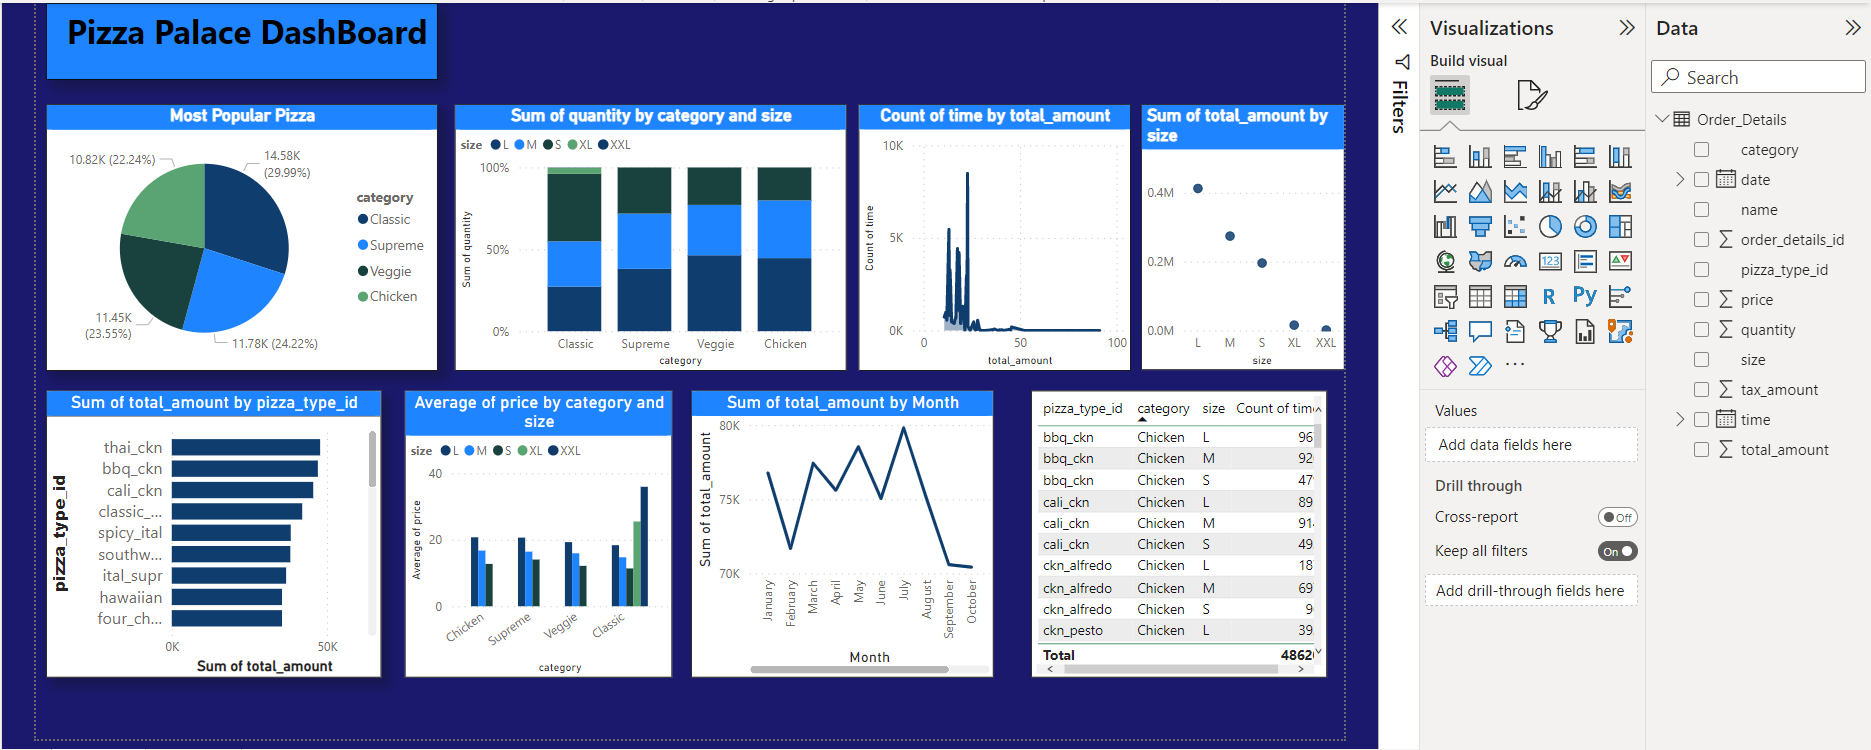 Pizza Palace DashBoard
Most Popular Pizza
10.82K (22.24%)
14.58K
(29.99%)
11.45K
(23.55%)
11.78K (24.22%)
category
Classic
Supreme
Veggie
Chicken
Sum of quantity by category and size
size L M S XL XXL
Sum of quantity
100%
50%
0%
Classic Supreme Veggie Chicken
category
Count of time by total_amount
Count of time
10K
5K
0K
0 50 100
total_amount
Sum of total_amount by
size
0.4M
0.2M
0.0M
L M S XL XXL
size
Sum of total_amount by pizza_type_id
pizza_type_id
thai_ckn
bbq_ckn
cali_ckn
classic_...
spicy_ital
southw...
ital_supr
hawaiian
four_ch...
0K 50K
Sum of total_amount
Average of price by category and
size
size L M S XL XXL
Average of price
40
20
0
Chicken Supreme Veggie Classic
category
Sum of total_amount by Month
Sum of total_amount
80K
75K
70K
January February March April May June July August September October
Month
pizza_type_id category size Count of tim
bbq_ckn Chicken L 96
bbq_ckn Chicken M 92
bbq_ckn Chicken S 47
cali_ckn Chicken L 89
cali_ckn Chicken M 91
cali_ckn Chicken S 49
ckn_alfredo Chicken L 18
ckn_alfredo Chicken M 69
ckn_alfredo Chicken S 9
ckn_pesto Chicken L 39
Total 4862
Filters
Visualizations
Build visual
123
R Py
...
Values
Add data fields here
Drill through
Cross-report Off
Keep all filters On
Add drill-through fields here
Data
Search
Order_Details
category
date
name
order_details_id
pizza_type_id
price
quantity
size
tax_amount
time
total_amount